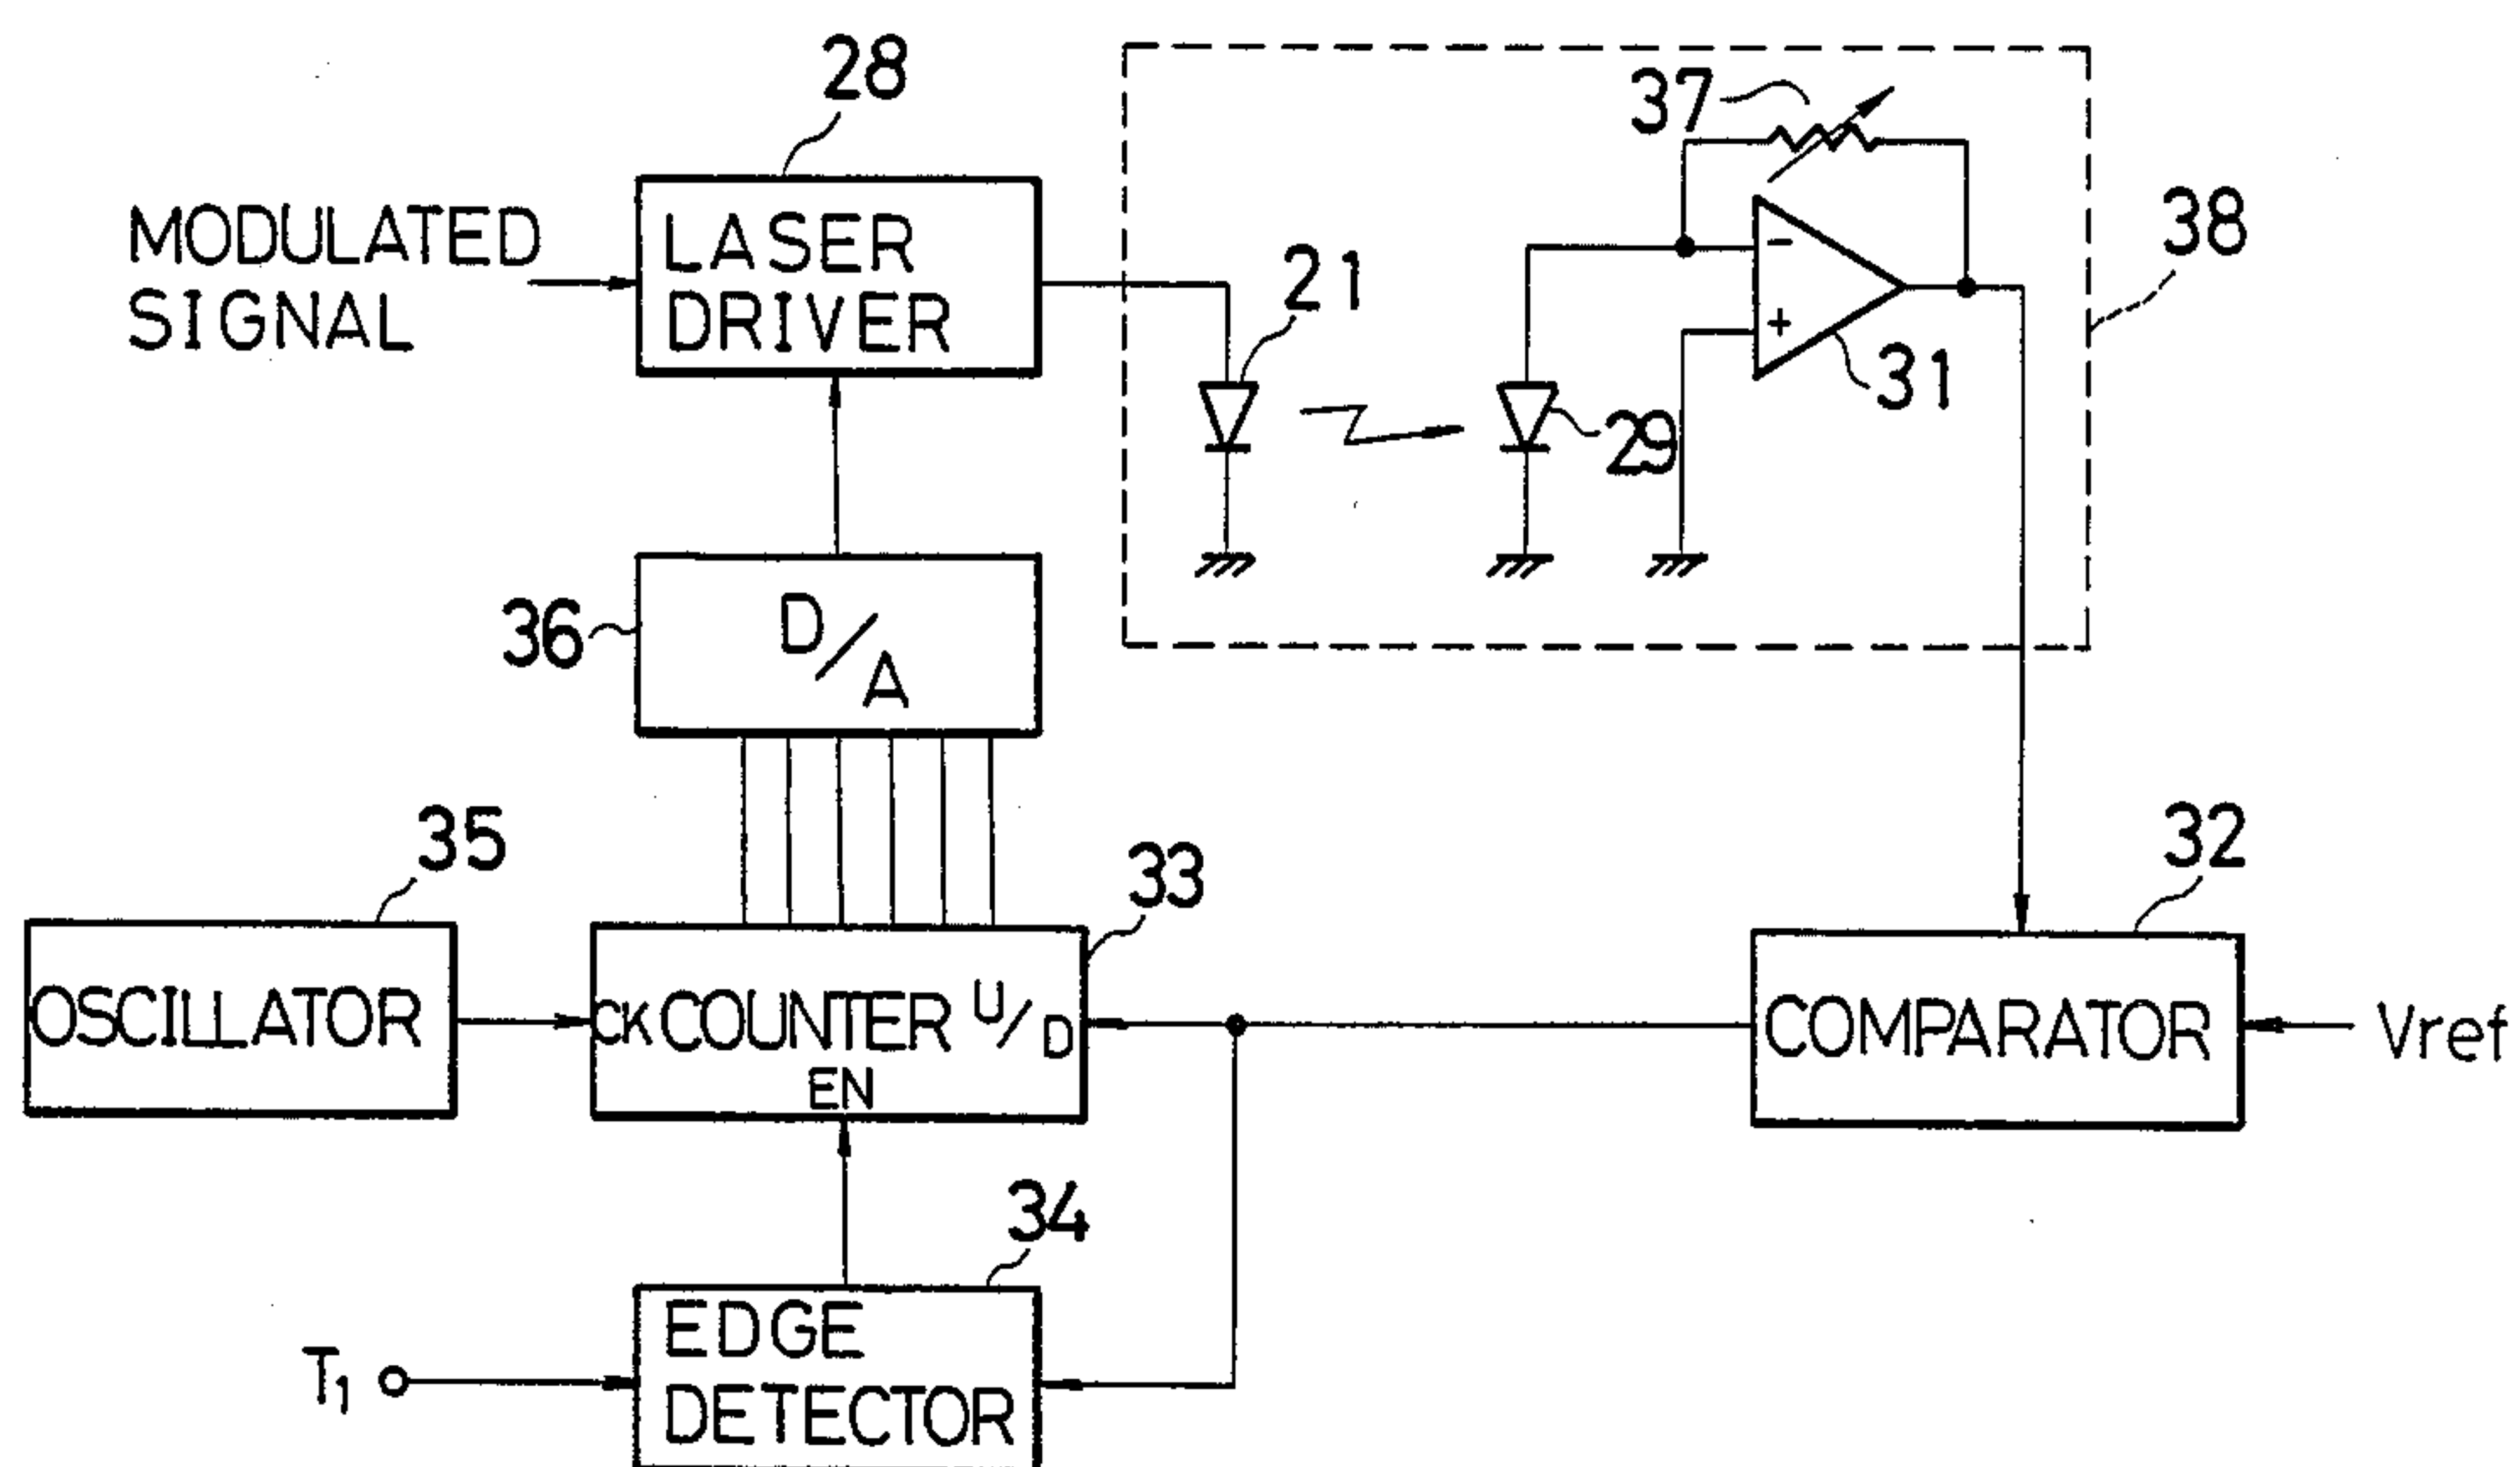 28
37
38
MODULATED
SIGNAL
LASER
DRIVER
21
-
+
31
29
36
D/A
35
33
32
OSCILLATOR
CK COUNTER U/D
EN
COMPARATOR
Vref
34
T1
EDGE
DETECTOR